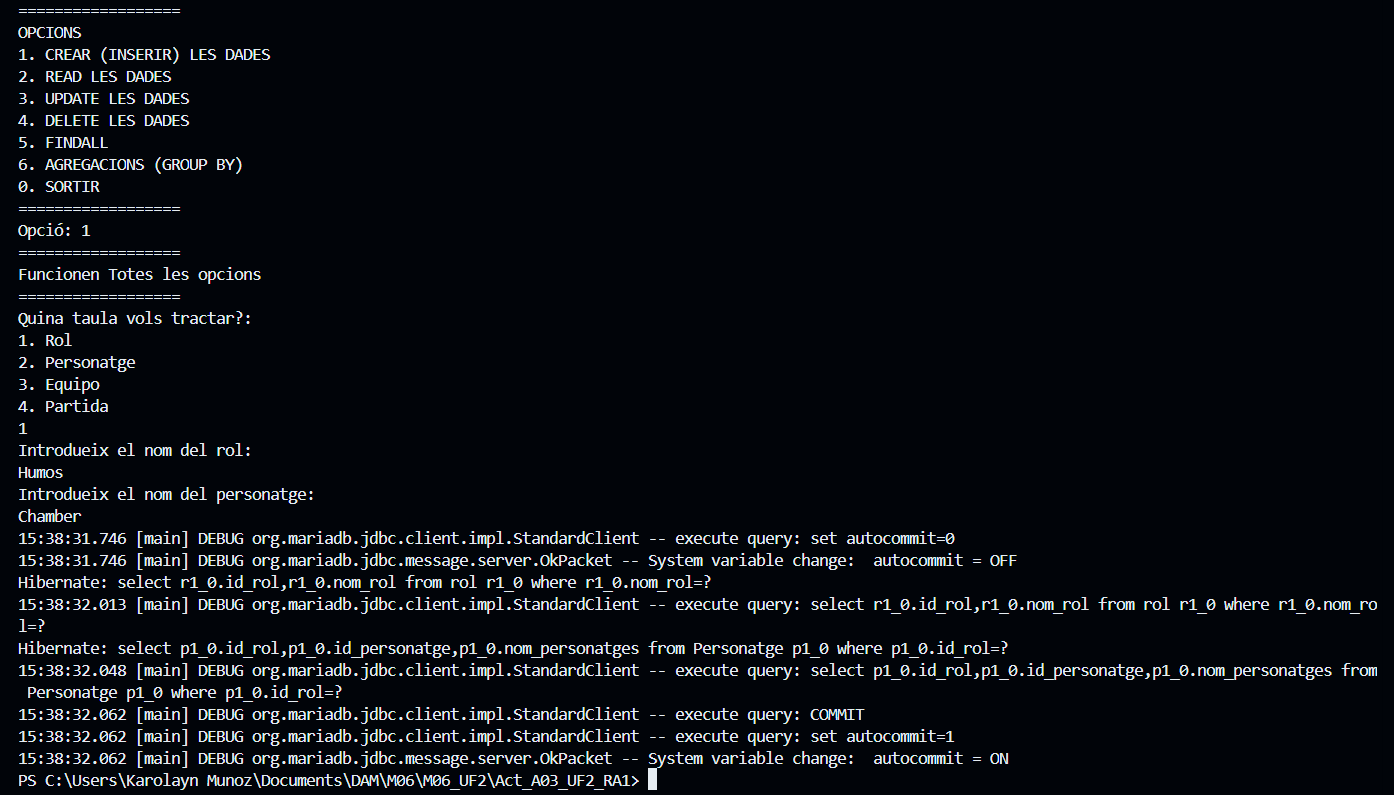 ==================
OPCIONS
1. CREAR (INSERIR) LES DADES
2. READ LES DADES
3. UPDATE LES DADES
4. DELETE LES DADES
5. FINDALL
6. AGREGACIONS (GROUP BY)
0. SORTIR
==================
Opció: 1
==================
Funcionen Totes les opcions
==================
Quina taula vols tractar?:
1. Rol
2. Personatge
3. Equipo
4. Partida
1
Introdueix el nom del rol:
Humos
Introdueix el nom del personatge:
Chamber
15:38:31.746 [main] DEBUG org.mariadb.jdbc.client.impl.StandardClient -- execute query: set autocommit=0
15:38:31.746 [main] DEBUG org.mariadb.jdbc.message.server.OkPacket -- System variable change:  autocommit = OFF
Hibernate: select r1_0.id_rol,r1_0.nom_rol from rol r1_0 where r1_0.nom_rol=?
15:38:32.013 [main] DEBUG org.mariadb.jdbc.client.impl.StandardClient -- execute query: select r1_0.id_rol,r1_0.nom_rol from rol r1_0 where r1_0.nom_ro
l=?
Hibernate: select p1_0.id_rol,p1_0.id_personatge,p1_0.nom_personatges from Personatge p1_0 where p1_0.id_rol=?
15:38:32.048 [main] DEBUG org.mariadb.jdbc.client.impl.StandardClient -- execute query: select p1_0.id_rol,p1_0.id_personatge,p1_0.nom_personatges from
 Personatge p1_0 where p1_0.id_rol=?
15:38:32.062 [main] DEBUG org.mariadb.jdbc.client.impl.StandardClient -- execute query: COMMIT
15:38:32.062 [main] DEBUG org.mariadb.jdbc.client.impl.StandardClient -- execute query: set autocommit=1
15:38:32.062 [main] DEBUG org.mariadb.jdbc.message.server.OkPacket -- System variable change:  autocommit = ON
PS C:\Users\Karolayn Munoz\Documents\DAM\M06\M06_UF2\Act_A03_UF2_RA1>